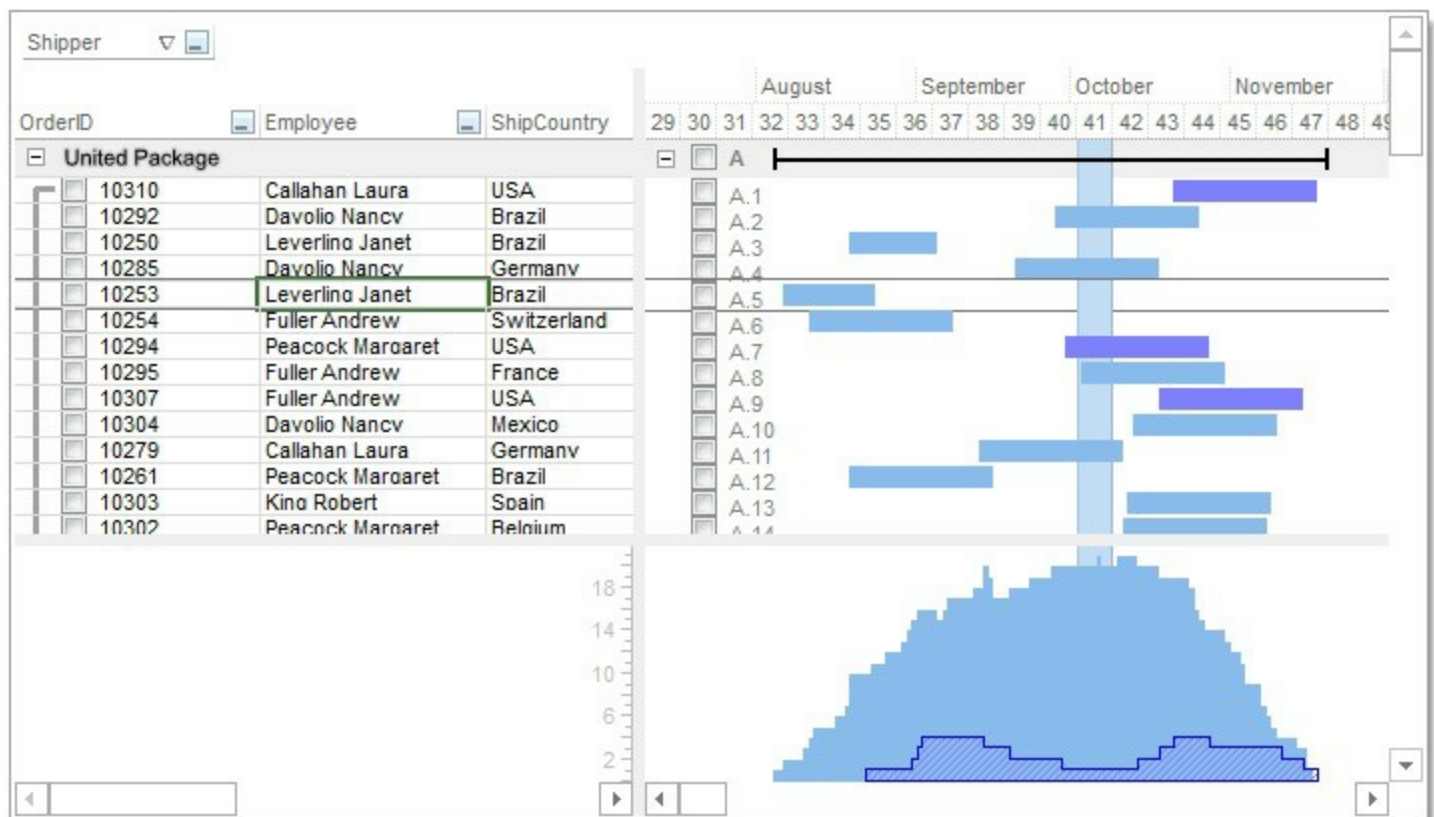 Shipper
August September October November
OrderID Employee ShipCountry 29 30 31 32 33 34 35 36 37 38 39 40 41 42 43 44 45 46 47 48 49
United Package A
10310 Callahan Laura USA A.1
10292 Davolio Nancy Brazil A.2
10250 Leverling Janet Brazil A.3
10285 Davolio Nancy Germany A.4
10253 Leverling Janet Brazil A.5
10254 Fuller Andrew Switzerland A.6
10294 Peacock Margaret USA A.7
10295 Fuller Andrew France A.8
10307 Fuller Andrew USA A.9
10304 Davolio Nancy Mexico A.10
10279 Callahan Laura Germany A.11
10261 Peacock Margaret Brazil A.12
10303 King Robert Spain A.13
10302 Peacock Margaret Belgium A.14
18
14
10
6
2